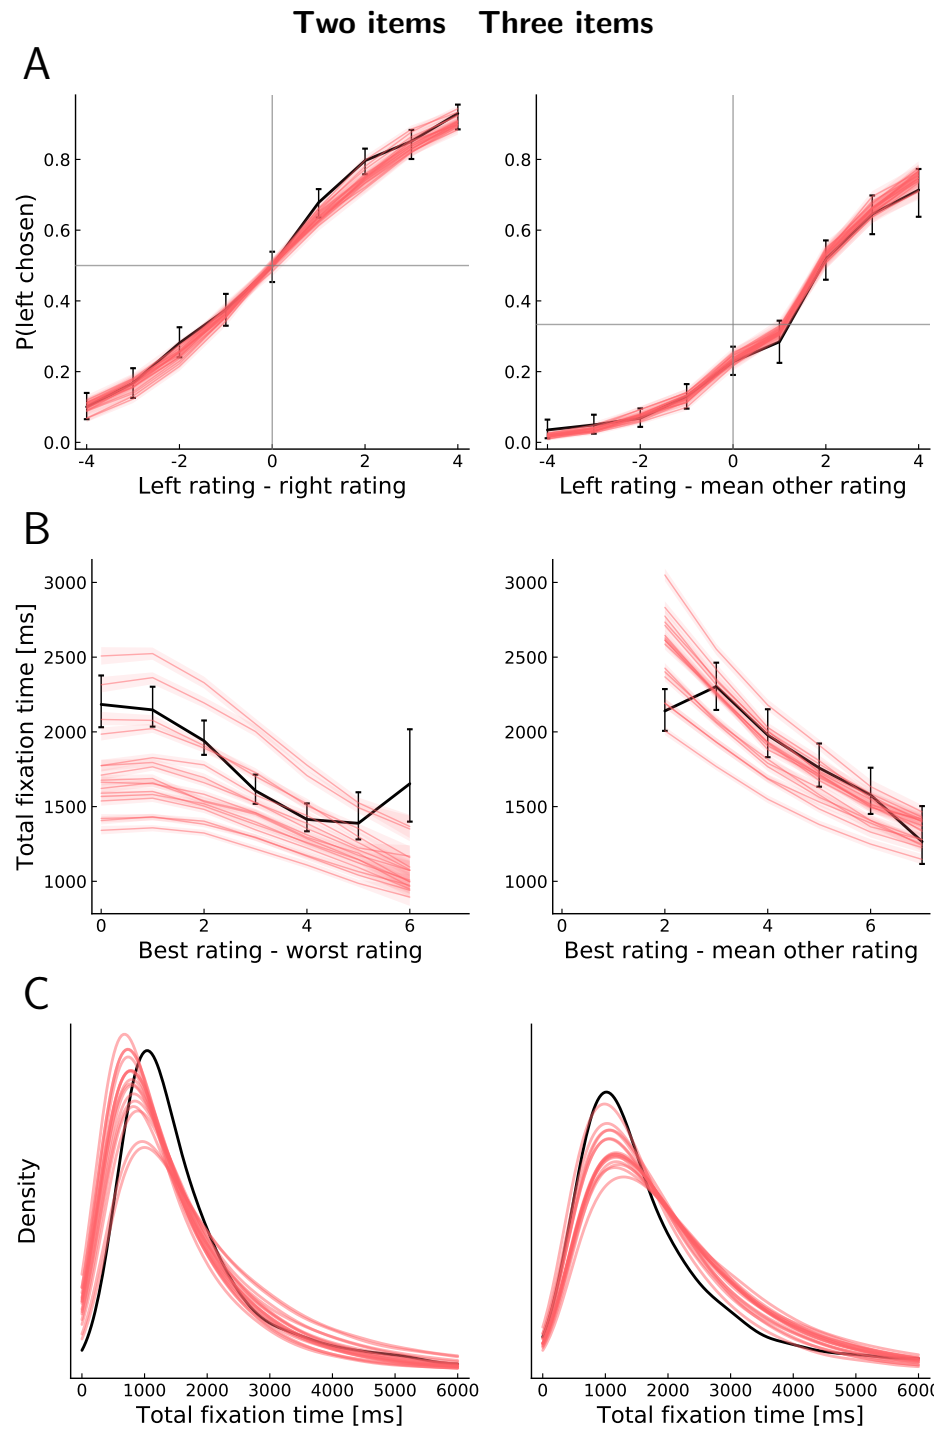 Two items Three items
A
P(left chosen)
0.8
0.6
0.4
0.2
0.0
-4 -2 0 2 4
Left rating - right rating
0.8
0.6
0.4
0.2
0.0
-4 -2 0 2 4
Left rating - mean other rating
B
Total fixation time [ms]
3000
2500
2000
1500
1000
0 2 4 6
Best rating - worst rating
3000
2500
2000
1500
1000
0 2 4 6
Best rating - mean other rating
C
Density
0 1000 2000 3000 4000 5000 6000
Total fixation time [ms]
0 1000 2000 3000 4000 5000 600
Total fixation time [ms]